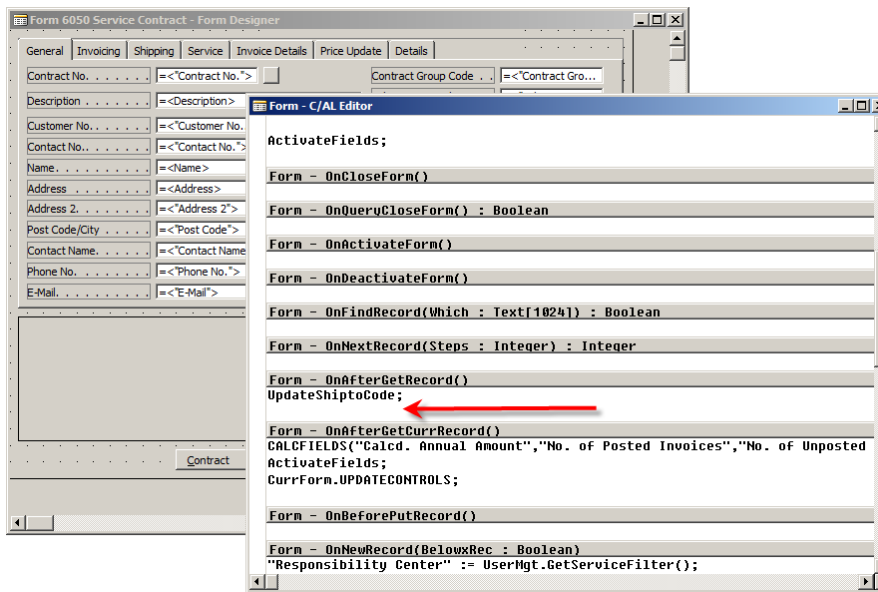 Form 6050 Service Contract - Form Designer
General Invoicing Shipping Service Invoice Details Price Update Details
Contract No. . . . . . . . =<"Contract No."> Contract Group Code . . =<"Contract Gro...
Description . . . . . . . =<Description>
Customer No. . . . . . . =<"Customer No.
Contact No.. . . . . . . =<"Contact No.">
Name. . . . . . . . . . =<Name>
Address . . . . . . . . =<Address>
Address 2. . . . . . . . =<"Address 2">
Post Code/City . . . . . =<"Post Code">
Contact Name. . . . . . =<"Contact Name
Phone No. . . . . . . . =<"Phone No.">
E-Mail. . . . . . . . . . =<"E-Mail">
Contract
Form - C/AL Editor
ActivateFields;
Form - OnCloseForm()
Form - OnQueryCloseForm() : Boolean
Form - OnActivateForm()
Form - OnDeactivateForm()
Form - OnFindRecord(Which : Text[1024]) : Boolean
Form - OnNextRecord(Steps : Integer) : Integer
Form - OnAfterGetRecord()
UpdateShiptoCode;
Form - OnAfterGetCurrRecord()
CALCFIELDS("Calcd. Annual Amount","No. of Posted Invoices","No. of Unposted
ActivateFields;
CurrForm.UPDATECONTROLS;
Form - OnBeforePutRecord()
Form - OnNewRecord(BelowxRec : Boolean)
"Responsibility Center" := UserMgt.GetServiceFilter();